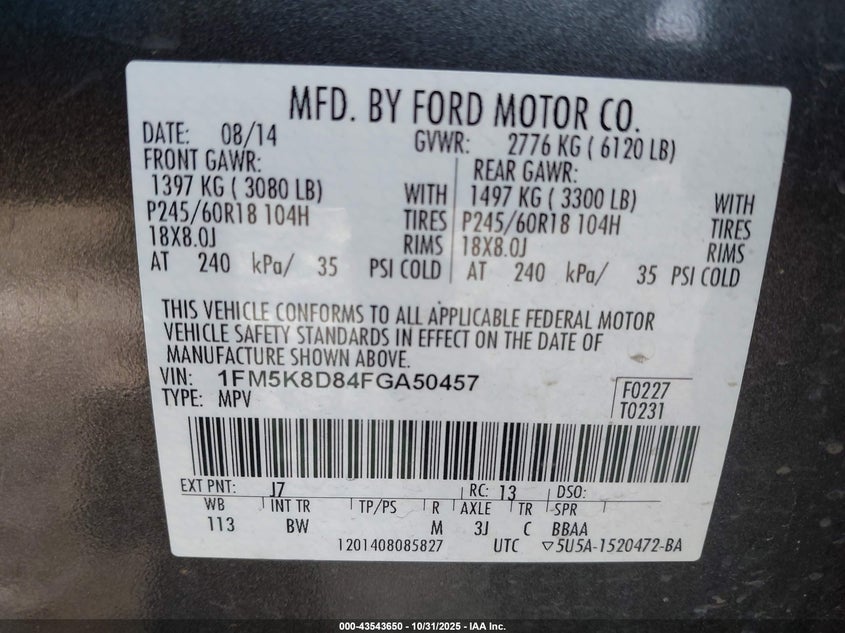 MFD. BY FORD MOTOR CO.
DATE: 08/14 GVWR: 2776 KG ( 6120 LB)
FRONT GAWR: REAR GAWR:
1397 KG ( 3080 LB) WITH 1497 KG ( 3300 LB) WITH
P245/60R18 104H TIRES P245/60R18 104H TIRES
18X8.0J RIMS 18X8.0J RIMS
AT 240 kPa/ 35 PSI COLD AT 240 kPa/ 35 PSI COLD
THIS VEHICLE CONFORMS TO ALL APPLICABLE FEDERAL MOTOR
VEHICLE SAFETY STANDARDS IN EFFECT ON THE DATE OF
MANUFACTURE SHOWN ABOVE.
VIN: 1FM5K8D84FGA50457 F0227
TYPE: MPV T0231
EXT PNT: J7 RC: 13 DSO:
WB INT TR TP/PS R AXLE TR SPR
113 BW M 3J C BBAA
1201408085827 UTC ▽5U5A-1520472-BA
000-43543650 | 10/31/2025 - IAA Inc.